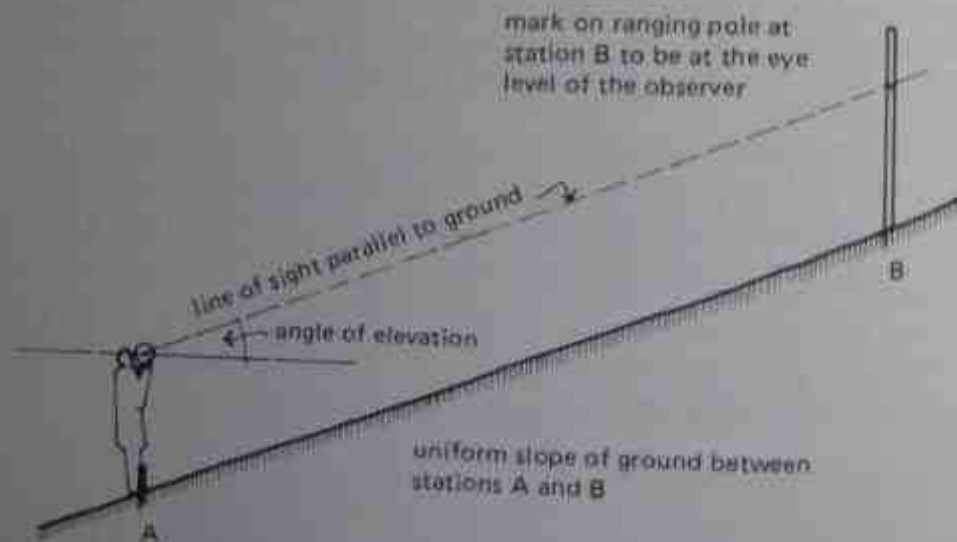 mark on ranging pole at
station B to be at the eye
level of the observer
line of sight parallel to ground
angle of elevation
B
uniform slope of ground between
stations A and B
A